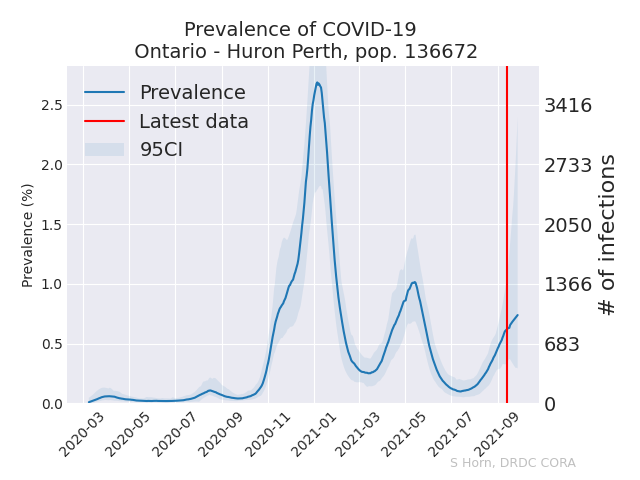 Prevalence of COVID-19
Ontario - Huron Perth, pop. 136672
Prevalence
Latest data
95CI
Prevalence (%)
2.5
2.0
1.5
1.0
0.5
0.0
3416
2733
2050
1366
683
0
# of infections
2020-03
2020-05
2020-07
2020-09
2020-11
2021-01
2021-03
2021-05
2021-07
2021-09
S Horn, DRDC CORA